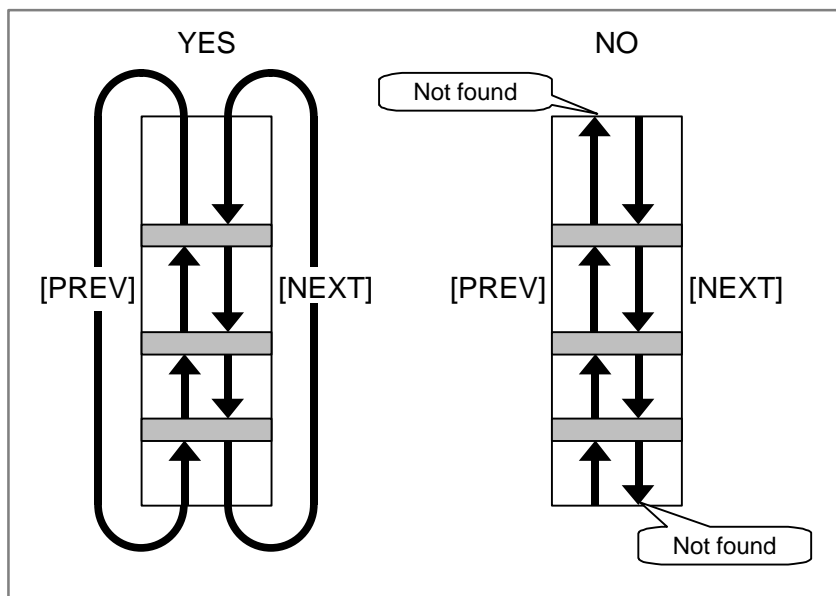 YES
NO
Not found
[PREV]
[NEXT]
[PREV]
[NEXT]
Not found